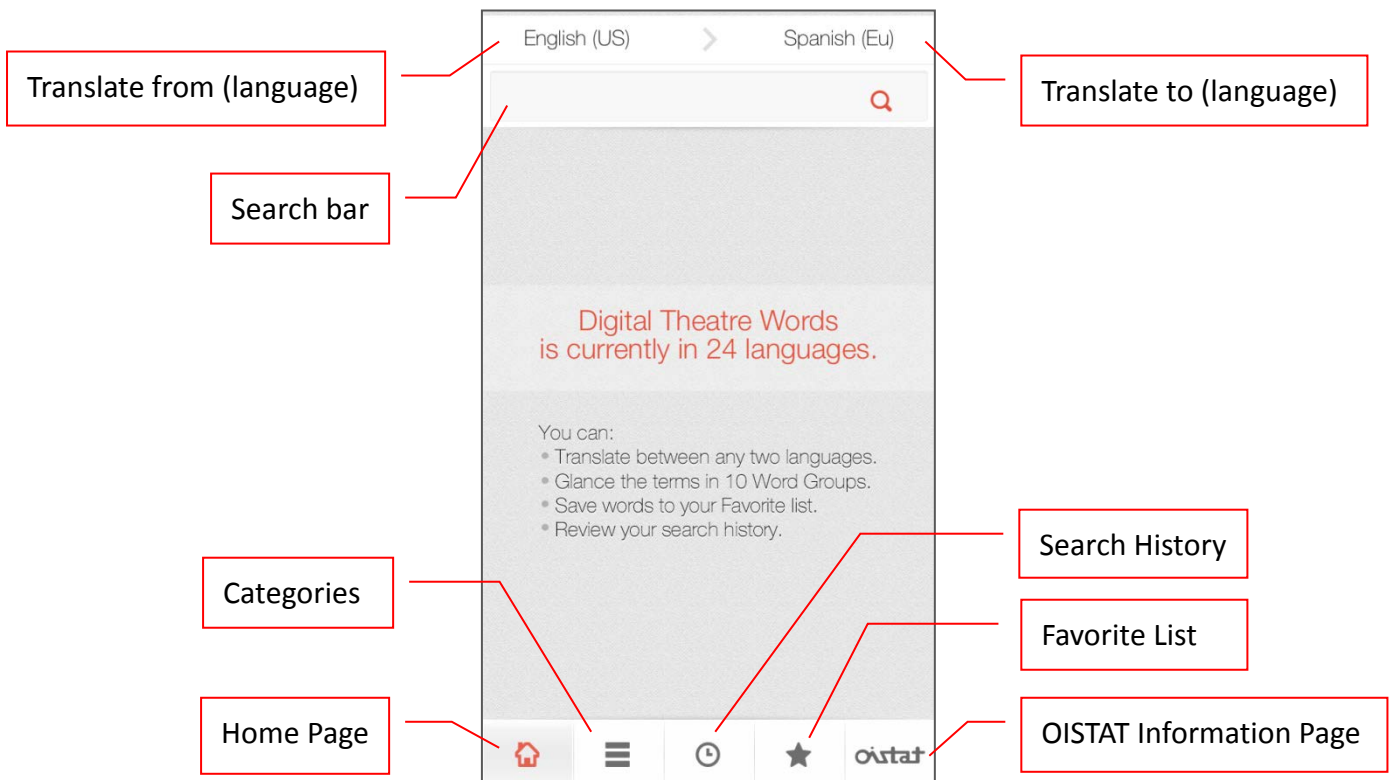 English (US)
Spanish (Eu)
Translate from (language)
Translate to (language)
Search bar
Digital Theatre Words
is currently in 24 languages.
You can:
• Translate between any two languages.
• Glance the terms in 10 Word Groups.
• Save words to your Favorite list.
• Review your search history.
Search History
Categories
Favorite List
Home Page
OISTAT Information Page
oistat